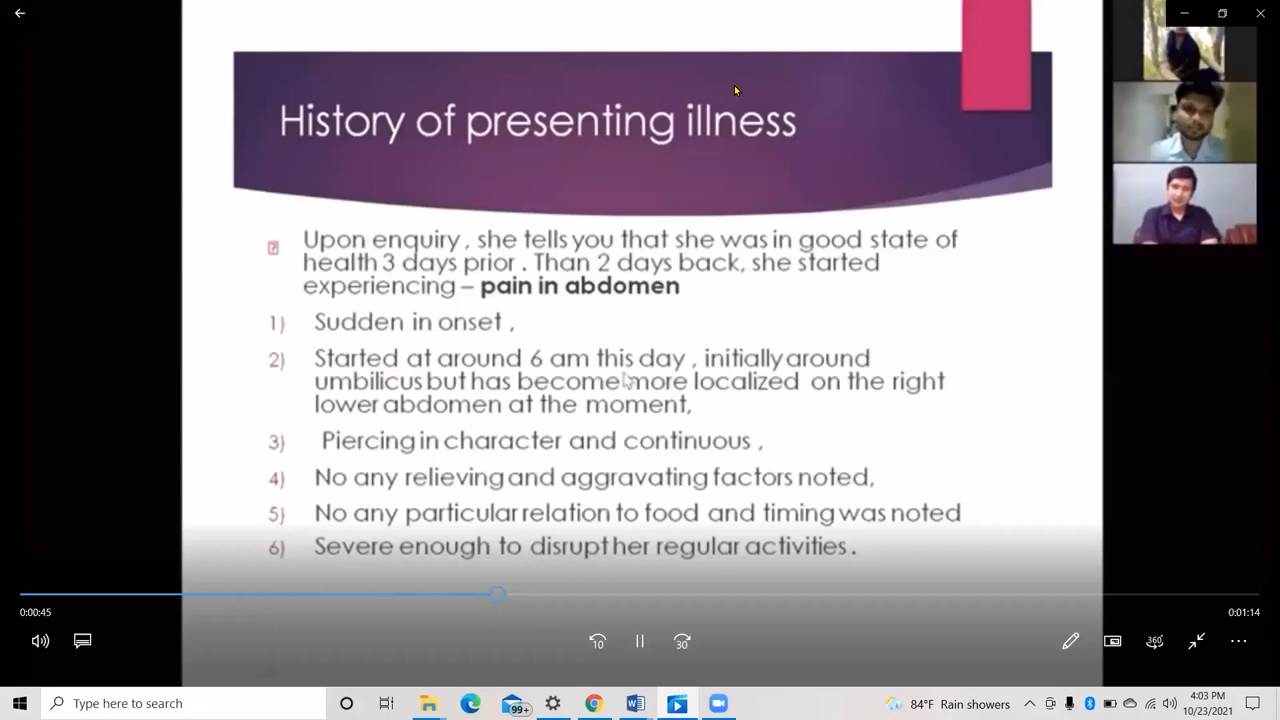 History of presenting illness
Upon enquiry , she tells you that she was in good state of
health 3 days prior . Than 2 days back, she started
experiencing – pain in abdomen
1) Sudden in onset ,
2) Started at around 6 am this day , initially around
umbilicus but has become more localized on the right
lower abdomen at the moment,
3) Piercing in character and continuous ,
4) No any relieving and aggravating factors noted,
5) No any particular relation to food and timing was noted
6) Severe enough to disrupt her regular activities .
0:00:45
0:01:14
10
30
360
Type here to search
99+
84°F Rain showers
4:03 PM
10/23/2021